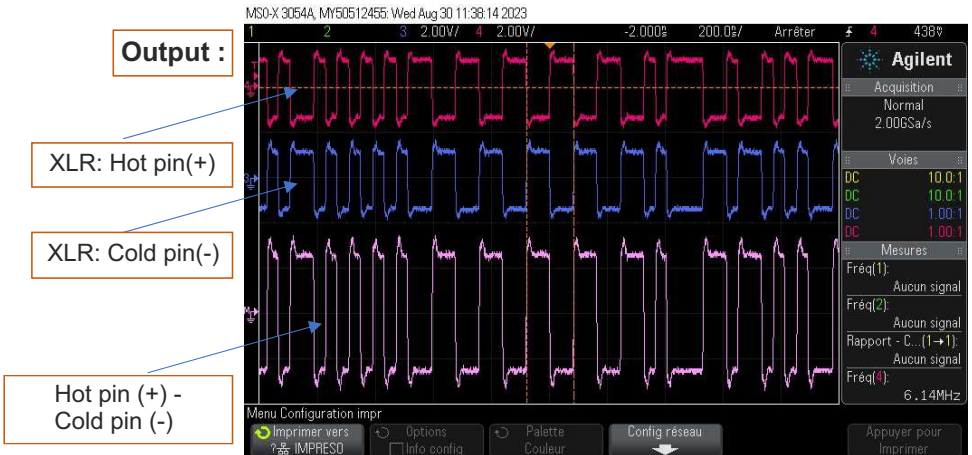 MSO-X 3054A, MY50512455: Wed Aug 30 11:38:14 2023
1 2 3 2.00V/ 4 2.00V/ -2.000s 200.0s/ Arrêter 4 438V
Output :
XLR: Hot pin(+)
XLR: Cold pin(-)
Hot pin (+) -
Cold pin (-)
Agilent
Acquisition
Normal
2.00GSa/s
Voies
DC 10.0:1
DC 10.0:1
DC 1.00:1
DC 1.00:1
Mesures
Fréq(1):
Aucun signal
Fréq(2):
Aucun signal
Rapport - C...(1→1):
Aucun signal
Fréq(4):
6.14MHz
Menu Configuration impr
Imprimer vers
IMPRESO
Options
Info config
Palette
Couleur
Config réseau
Appuyer pour
Imprimer